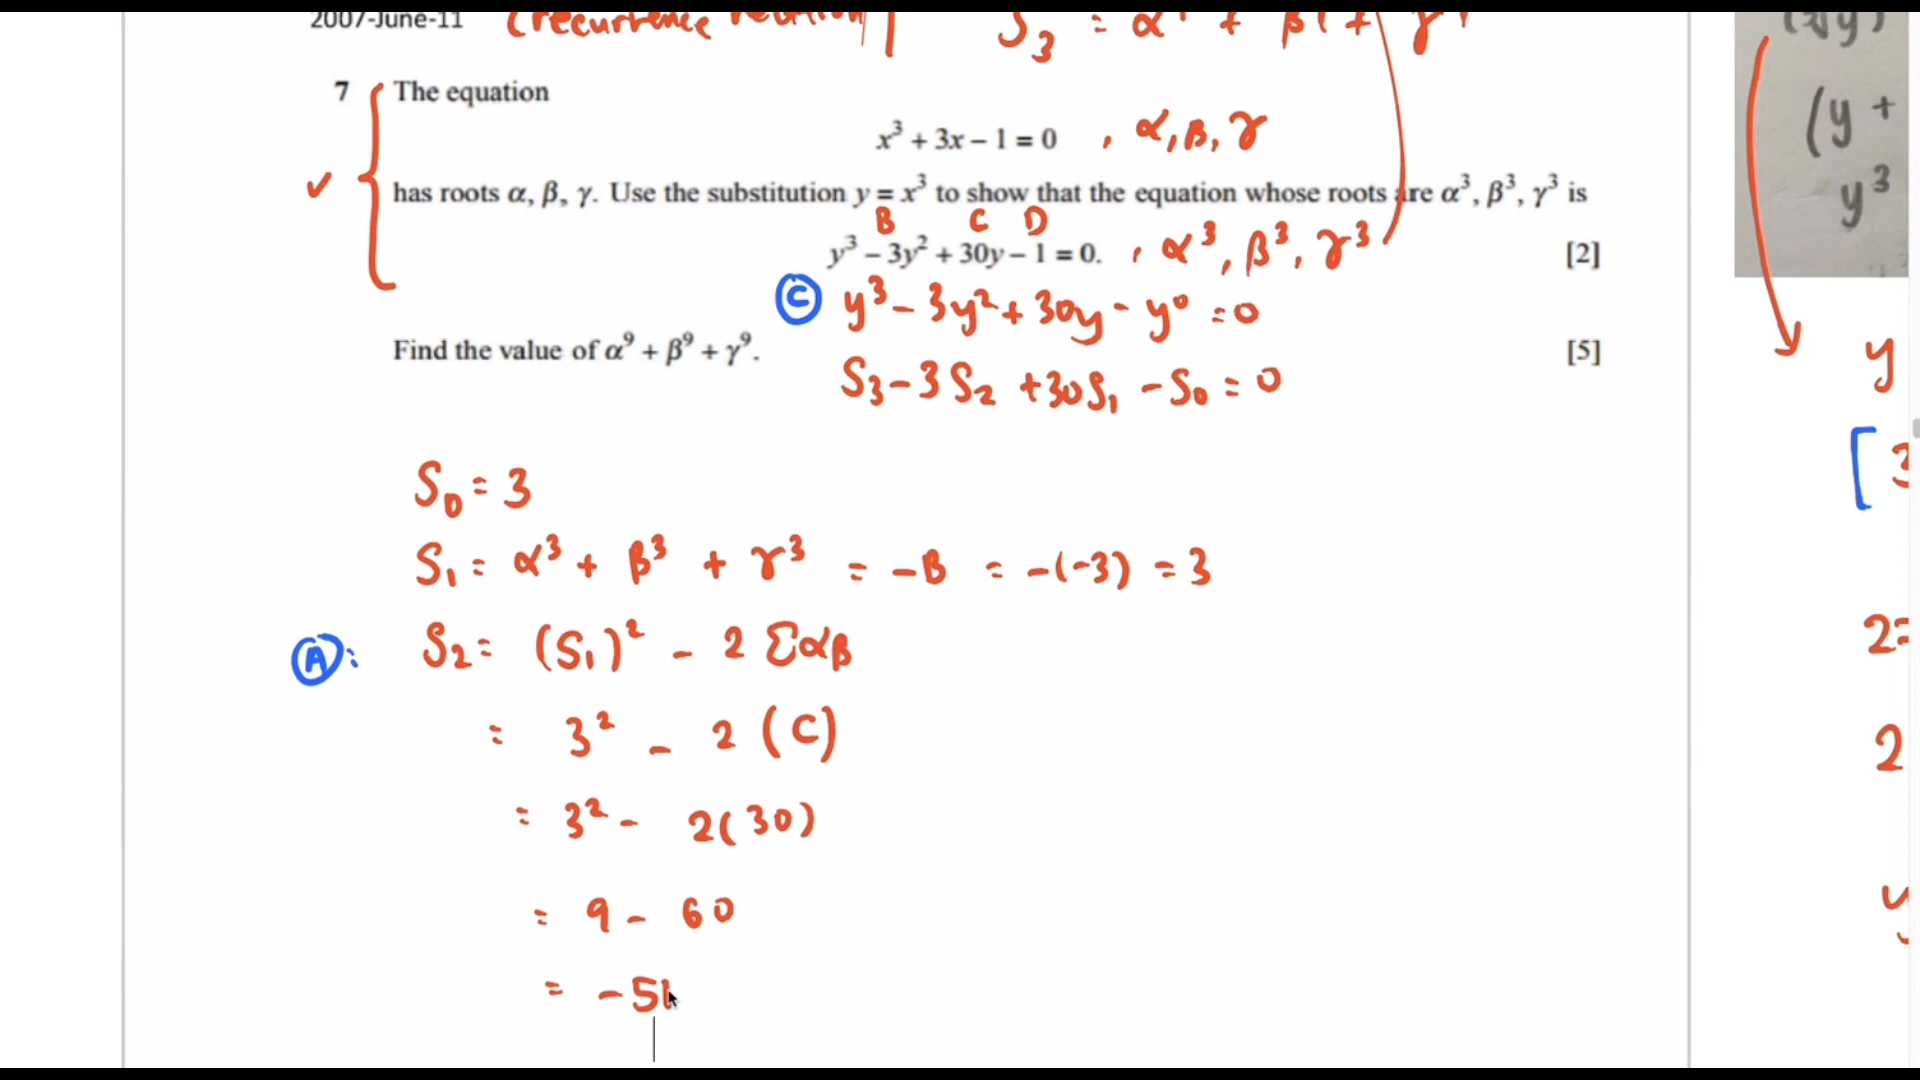 2007-June-11 (recurrence relation) S₃ = α + β + γ
7 The equation
x³ + 3x − 1 = 0 , α, β, γ
has roots α, β, γ. Use the substitution y = x³ to show that the equation whose roots are α³, β³, γ³ is
B C D
y³ − 3y² + 30y − 1 = 0. , α³, β³, γ³ [2]
Ⓒ y³ − 3y² + 30y − y⁰ = 0
Find the value of α⁹ + β⁹ + γ⁹. [5]
S₃ − 3S₂ + 30S₁ − S₀ = 0
S₀ = 3
S₁ = α³ + β³ + γ³ = −B = −(−3) = 3
Ⓐ: S₂ = (S₁)² − 2 Σαβ
= 3² − 2 (C)
= 3² − 2(30)
= 9 − 60
= −51
(y +
y³
y
2=
2
y